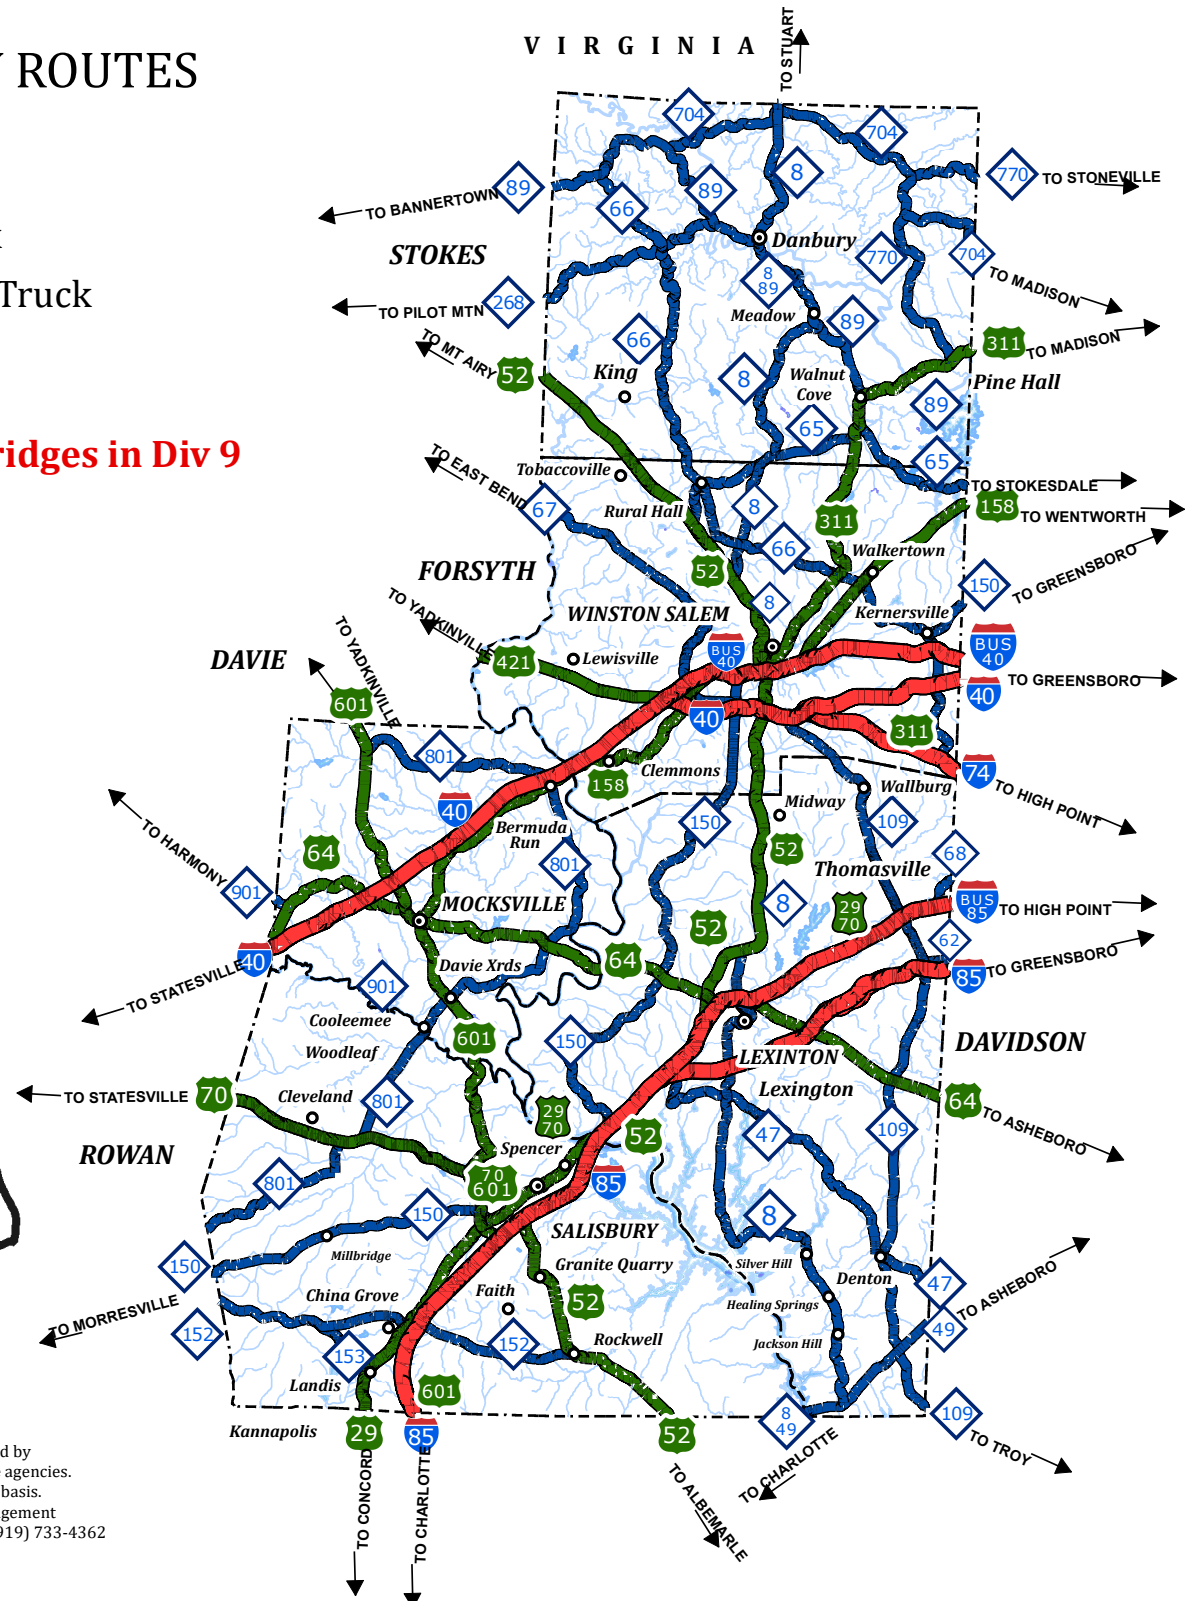 VIRGINIA
TO STUART
ROUTES
704
704
8
89
TO BANNERTOWN
66
89
770
TO STONEVILLE
STOKES
Danbury
770
704
TO MADISON
Truck
268
TO PILOT MTN
8
89
Meadow
89
66
TO MT AIRY
52
King
8
Walnut
Cove
311
TO MADISON
Pine Hall
89
65
65
ridges in Div 9
TO EAST BEND
67
Tobaccoville
Rural Hall
8
311
TO STOKESDALE
158
TO WENTWORTH
66
Walkertown
52
FORSYTH
8
150
TO GREENSBORO
TO YADKINVILLE
WINSTON SALEM
Kernersville
421
Lewisville
BUS
40
BUS
40
TO YADKINVILLE
DAVIE
601
40
311
40
TO GREENSBORO
801
158
Clemmons
74
TO HIGH POINT
40
Bermuda
Run
150
Midway
Wallburg
109
TO HARMONY
64
801
52
68
Thomasville
901
MOCKSVILLE
52
8
29
70
BUS
85
TO HIGH POINT
40
TO STATESVILLE
64
62
85
TO GREENSBORO
Davie Xrds
901
Cooleemee
601
150
DAVIDSON
Woodleaf
LEXINTON
Lexington
TO STATESVILLE
70
Cleveland
801
29
70
52
47
109
64
TO ASHEBORO
ROWAN
Spencer
801
70
601
85
150
SALISBURY
8
Millbridge
150
Granite Quarry
Silver Hill
Denton
47
TO ASHEBORO
TO MORRESVILLE
China Grove
Faith
52
Healing Springs
49
152
152
Rockwell
Jackson Hill
153
Landis
601
Kannapolis
29
85
52
8
49
109
TO TROY
TO CONCORD
TO CHARLOTTE
TO ALBEMARLE
TO CHARLOTTE
d by
agencies.
basis.
gement
919) 733-4362